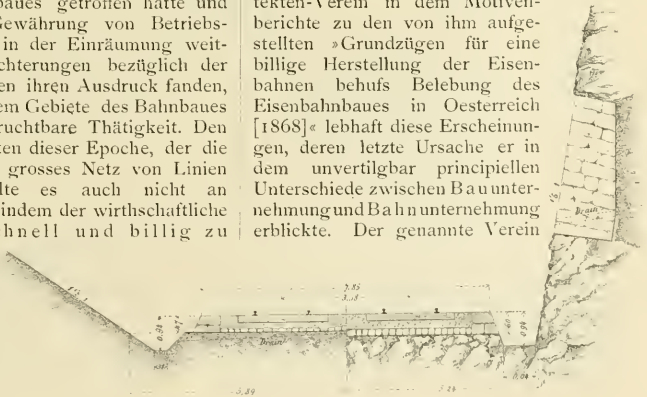 baues getroffen hatte und
Gewährung von Betriebs-
in der Einräumung weit-
chterungen bezüglich der
en ihren Ausdruck fanden,
em Gebiete des Bahnbaues
ruchtbare Thätigkeit. Den
ten dieser Epoche, der die
grosses Netz von Linien
lte es auch nicht an
indem der wirthschaftliche
chnell und billig zu
tekten-Verein in dem Motiven-
berichte zu den von ihm aufge-
stellten »Grundzügen für eine
billige Herstellung der Eisen-
bahnen behufs Belebung des
Eisenbahnbaues in Oesterreich
[1868]« lebhaft diese Erscheinun-
gen, deren letzte Ursache er in
dem unvertilgbar principiellen
Unterschiede zwischen Bauunter-
nehmung und Bahnunternehmung
erblickte. Der genannte Verein
Drain
7.85
Drain